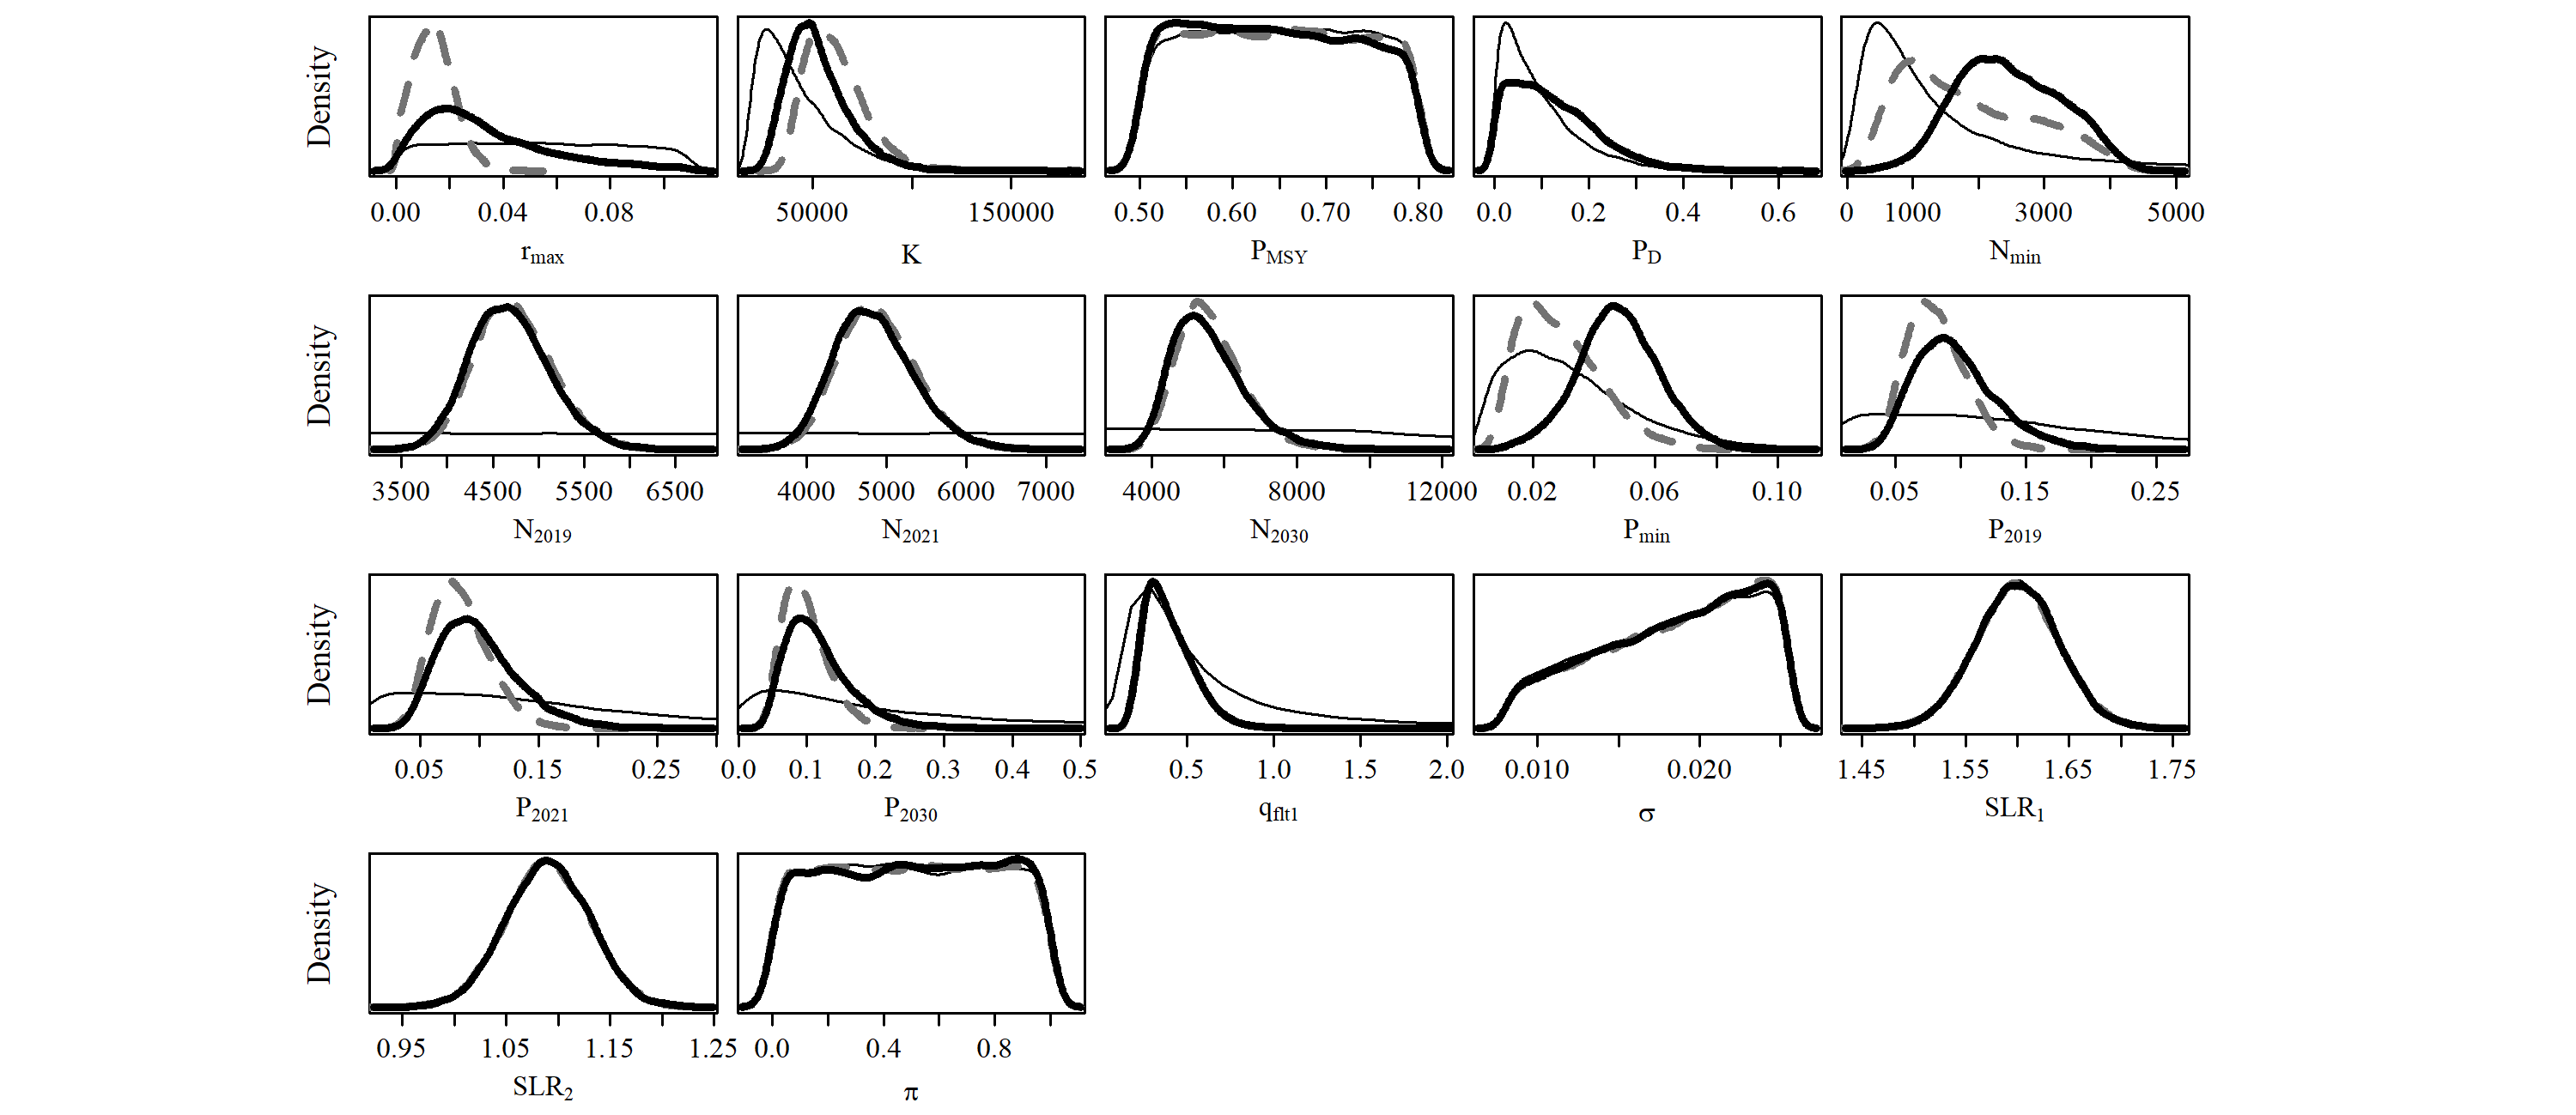 Density
0.00 0.04 0.08 50000 150000 0.50 0.60 0.70 0.80 0.0 0.2 0.4 0.6 0 1000 3000 5000
rmax K PMSY PD Nmin
Density
3500 4500 5500 6500 4000 5000 6000 7000 4000 8000 12000 0.02 0.06 0.10 0.05 0.15 0.25
N2019 N2021 N2030 Pmin P2019
Density
0.05 0.15 0.25 0.0 0.1 0.2 0.3 0.4 0.5 0.5 1.0 1.5 2.0 0.010 0.020 1.45 1.55 1.65 1.75
P2021 P2030 qflt1 σ SLR1
Density
0.95 1.05 1.15 1.25 0.0 0.4 0.8
SLR2 π